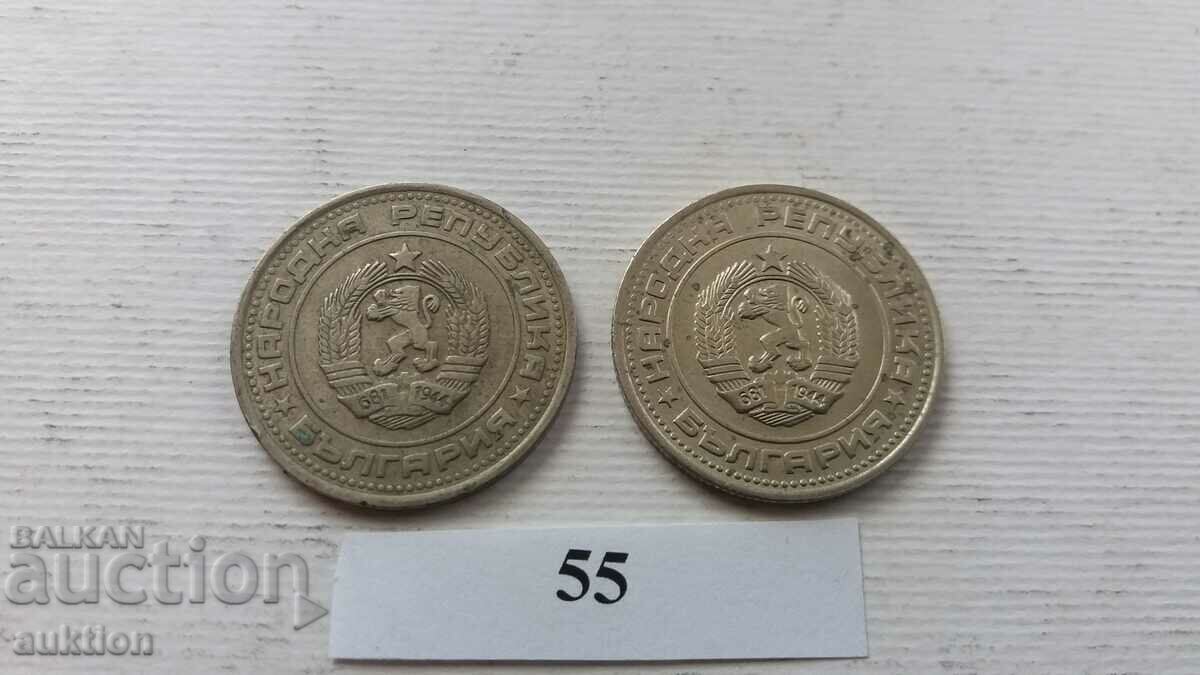 НАРОДНА РЕПУБЛИКА
БЪЛГАРИЯ
681 1944
НАРОДНА РЕПУБЛИКА
БЪЛГАРИЯ
681 1944
55
BALKAN
auction
auktion